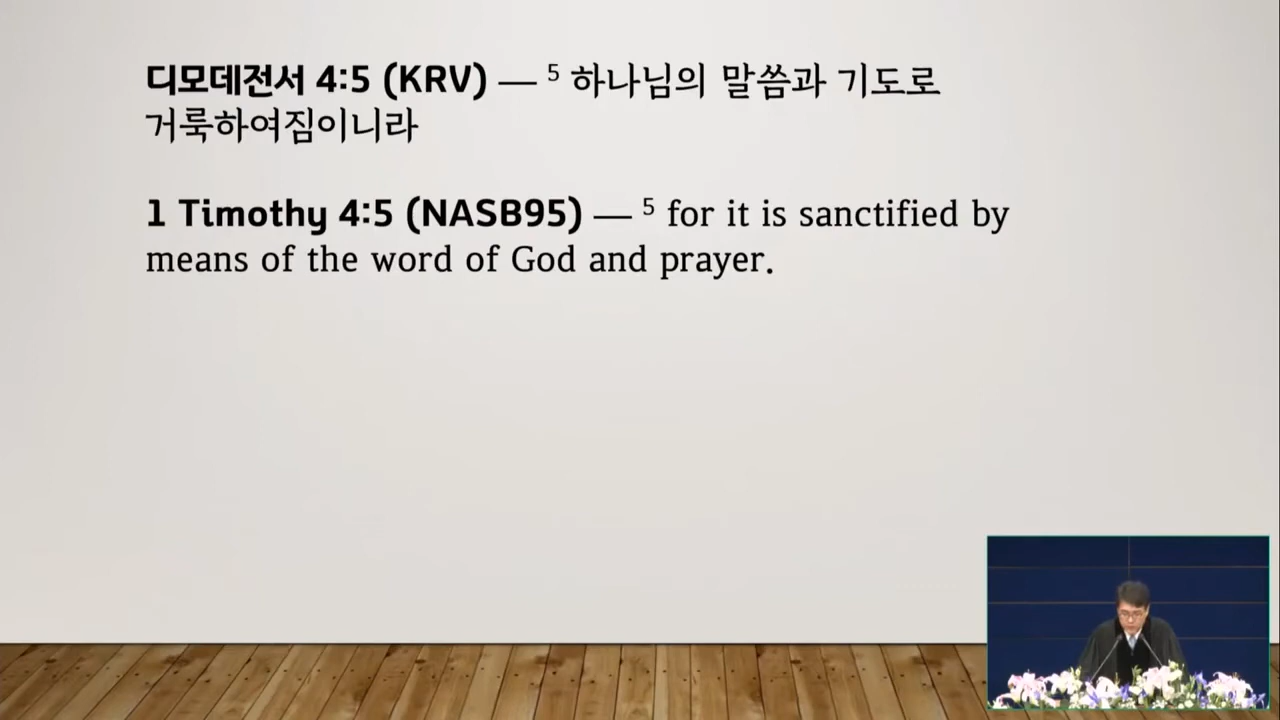 디모데전서 4:5 (KRV) — 5 하나님의 말씀과 기도로
거룩하여짐이니라
1 Timothy 4:5 (NASB95) — 5 for it is sanctified by
means of the word of God and prayer.